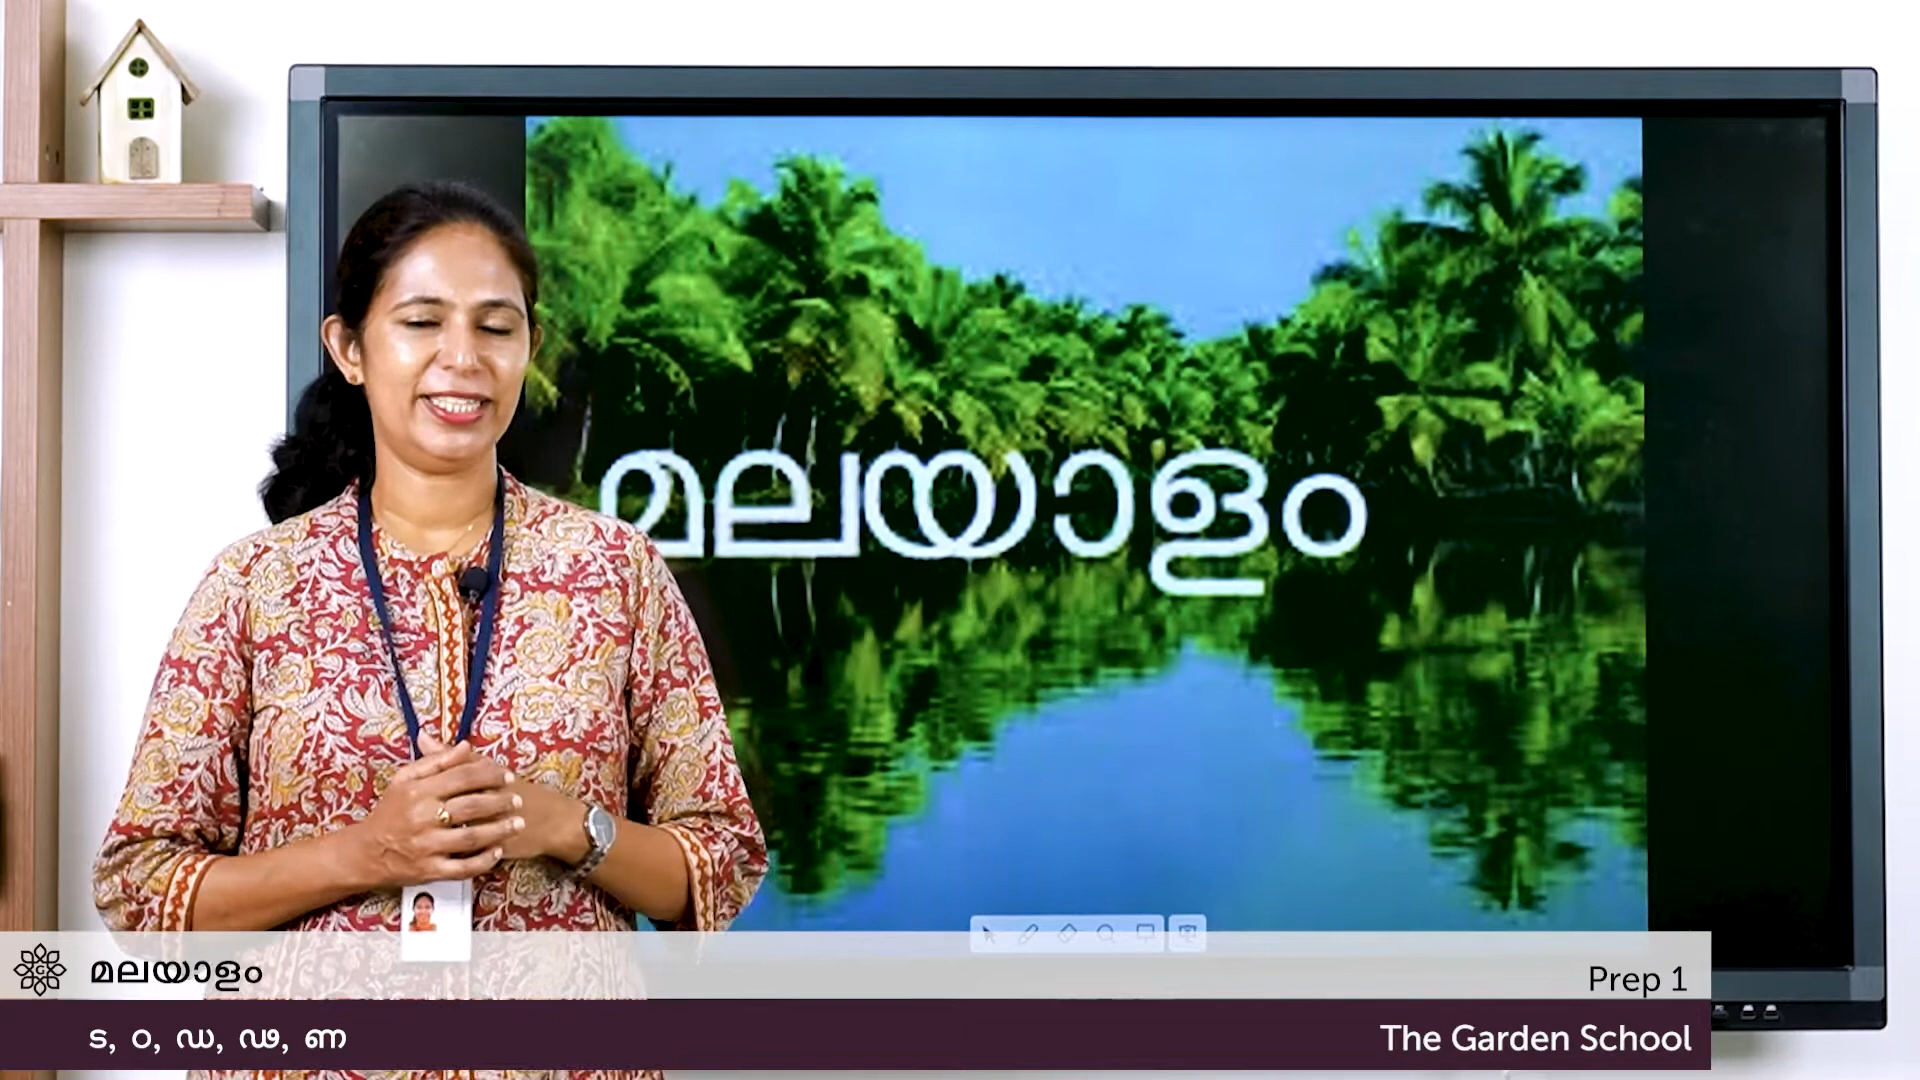 മലയാളം
മലയാളം
Prep 1
ട, ഠ, ഡ, ഢ, ണ
The Garden School